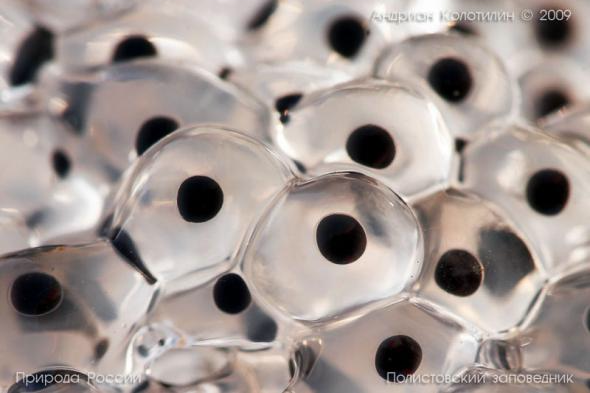 Андриан Колотилин © 2009
Природа России
Полистовский заповедник